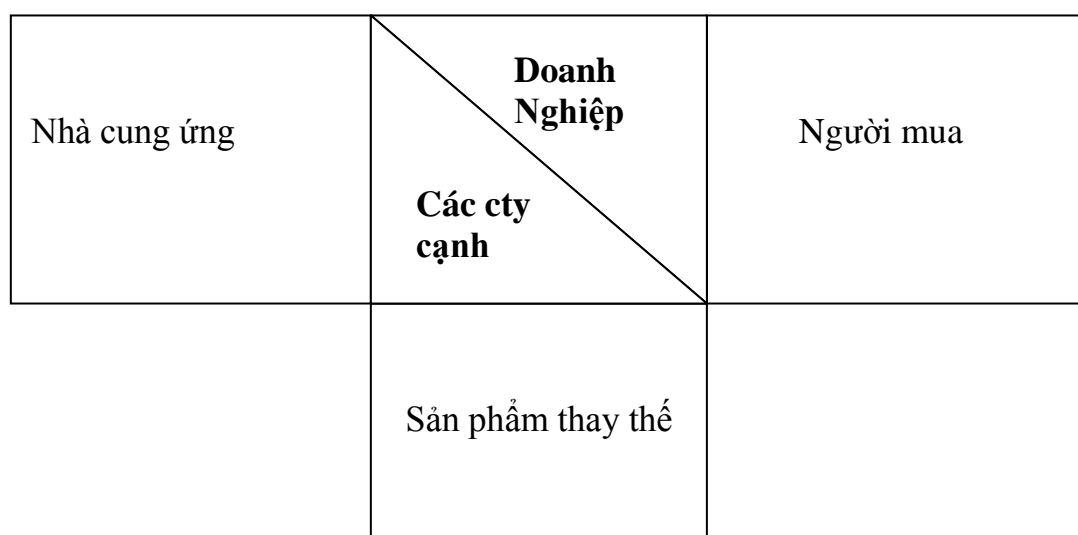 Doanh
Nghiệp
Nhà cung ứng
Người mua
Các cty
cạnh
Sản phẩm thay thế